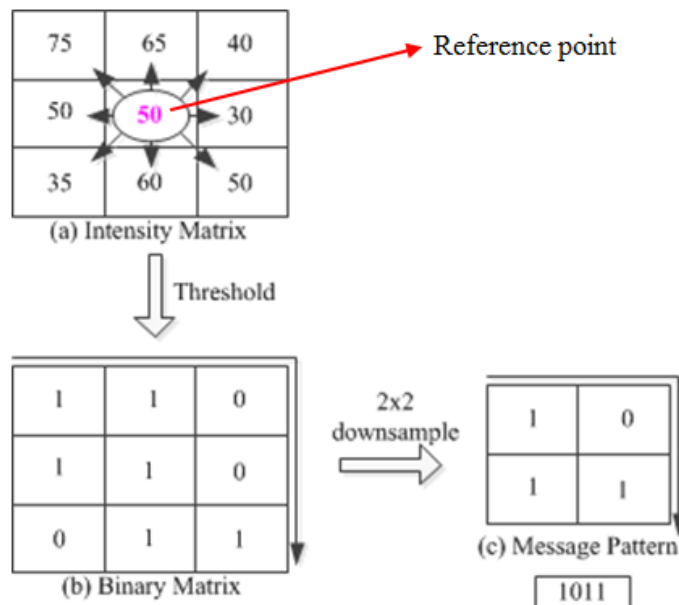 75 65 40
Reference point
50 50 30
35 60 50
(a) Intensity Matrix
Threshold
1 1 0
1 1 0
0 1 1
(b) Binary Matrix
2x2
downsample
1 0
1 1
(c) Message Pattern
1011